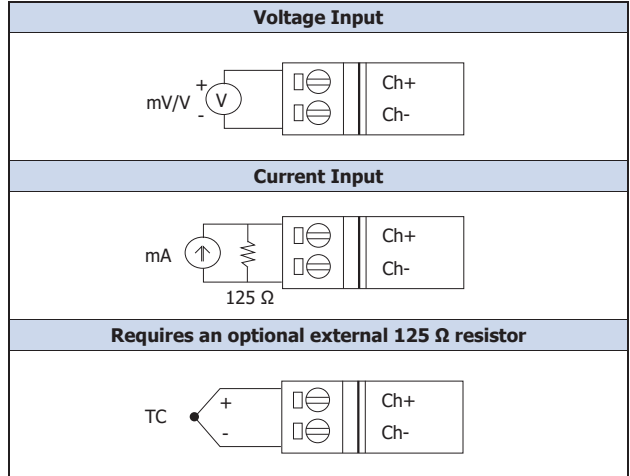 Voltage Input
+
mV/V
V
-
Ch+
Ch-
Current Input
mA
125 Ω
Ch+
Ch-
Requires an optional external 125 Ω resistor
TC
+
-
Ch+
Ch-